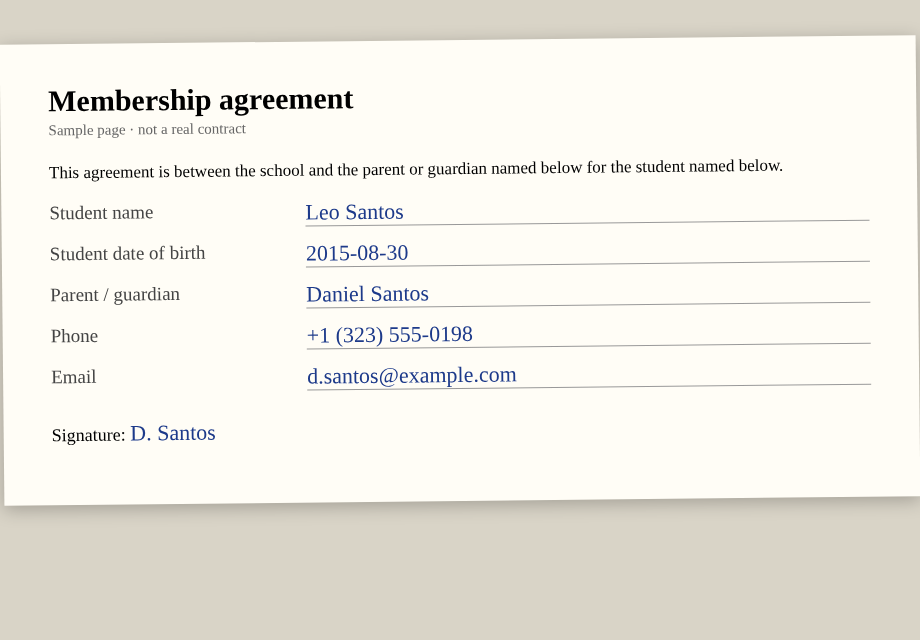 Membership agreement
Sample page · not a real contract
This agreement is between the school and the parent or guardian named below for the student named below.
Student name Leo Santos
Student date of birth 2015-08-30
Parent / guardian Daniel Santos
Phone +1 (323) 555-0198
Email d.santos@example.com
Signature: D. Santos